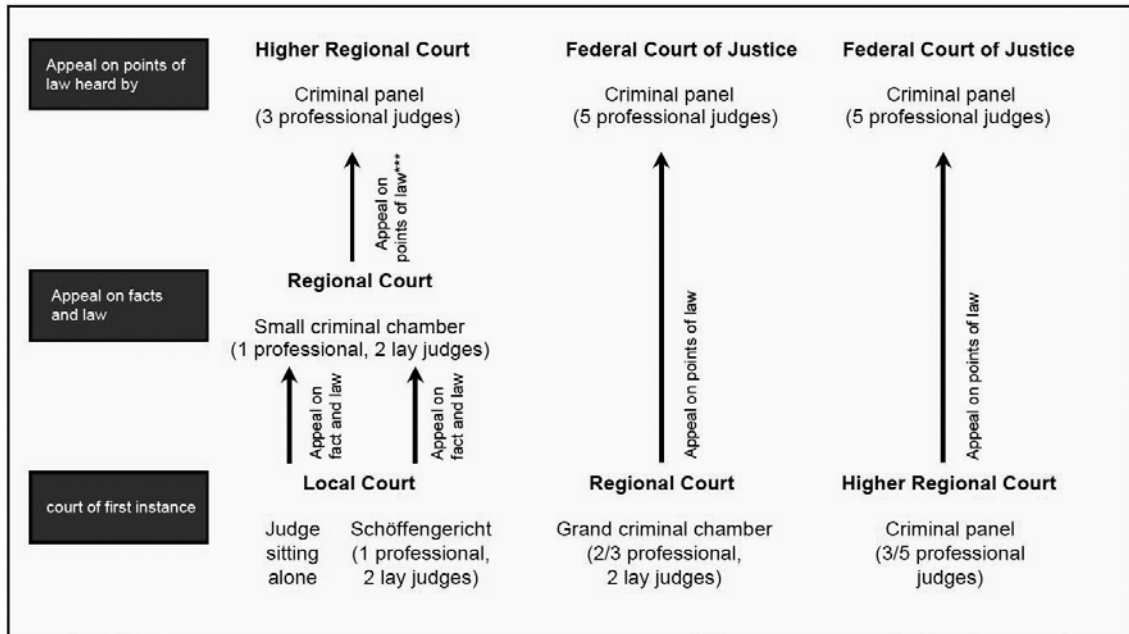 Appeal on points of
law heard by
Higher Regional Court
Criminal panel
(3 professional judges)
Federal Court of Justice
Criminal panel
(5 professional judges)
Federal Court of Justice
Criminal panel
(5 professional judges)
Appeal on
points of law***
Appeal on facts
and law
Regional Court
Small criminal chamber
(1 professional, 2 lay judges)
Appeal on
fact and law
Appeal on
fact and law
Appeal on points of law
Appeal on points of law
court of first instance
Local Court
Judge
sitting
alone
Schöffengericht
(1 professional,
2 lay judges)
Regional Court
Grand criminal chamber
(2/3 professional,
2 lay judges)
Higher Regional Court
Criminal panel
(3/5 professional
judges)